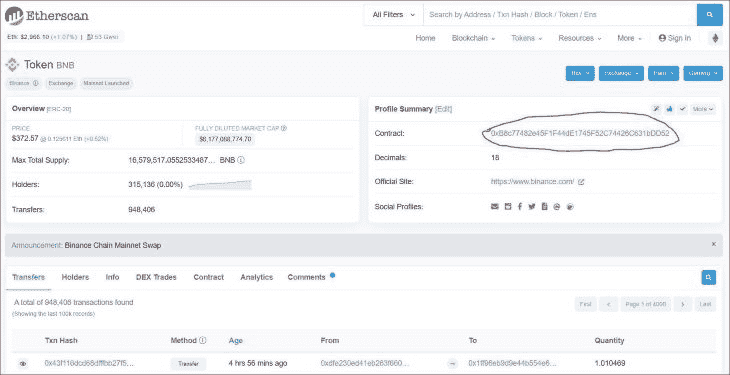 Etherscan
All Filters Search by Address / Txn Hash / Block / Token / Ens
Eth: $2,966.10 (+1.07%) | 53 Gwei
Home Blockchain Tokens Resources More Sign In
Token BNB
Binance Exchange Mainnet Launched
Buy Exchange Earn Gaming
Overview [ERC-20]
PRICE
$372.57 @ 0.125611 Eth (+0.52%)
FULLY DILUTED MARKET CAP
$6,177,088,774.70
Max Total Supply: 16,579,517.0552533487... BNB
Holders: 315,136 (0.00%)
Transfers: 948,406
Profile Summary [Edit]
More
Contract: 0xB8c77482e45F1F44dE1745F52C74426C631bDD52
Decimals: 18
Official Site: https://www.binance.com/
Social Profiles:
Announcement: Binance Chain Mainnet Swap ×
Transfers Holders Info DEX Trades Contract Analytics Comments
A total of 948,406 transactions found
(Showing the last 100k records)
First < Page 1 of 4000 > Last
Txn Hash Method Age From To Quantity
Transfer 4 hrs 56 mins ago 1.010469